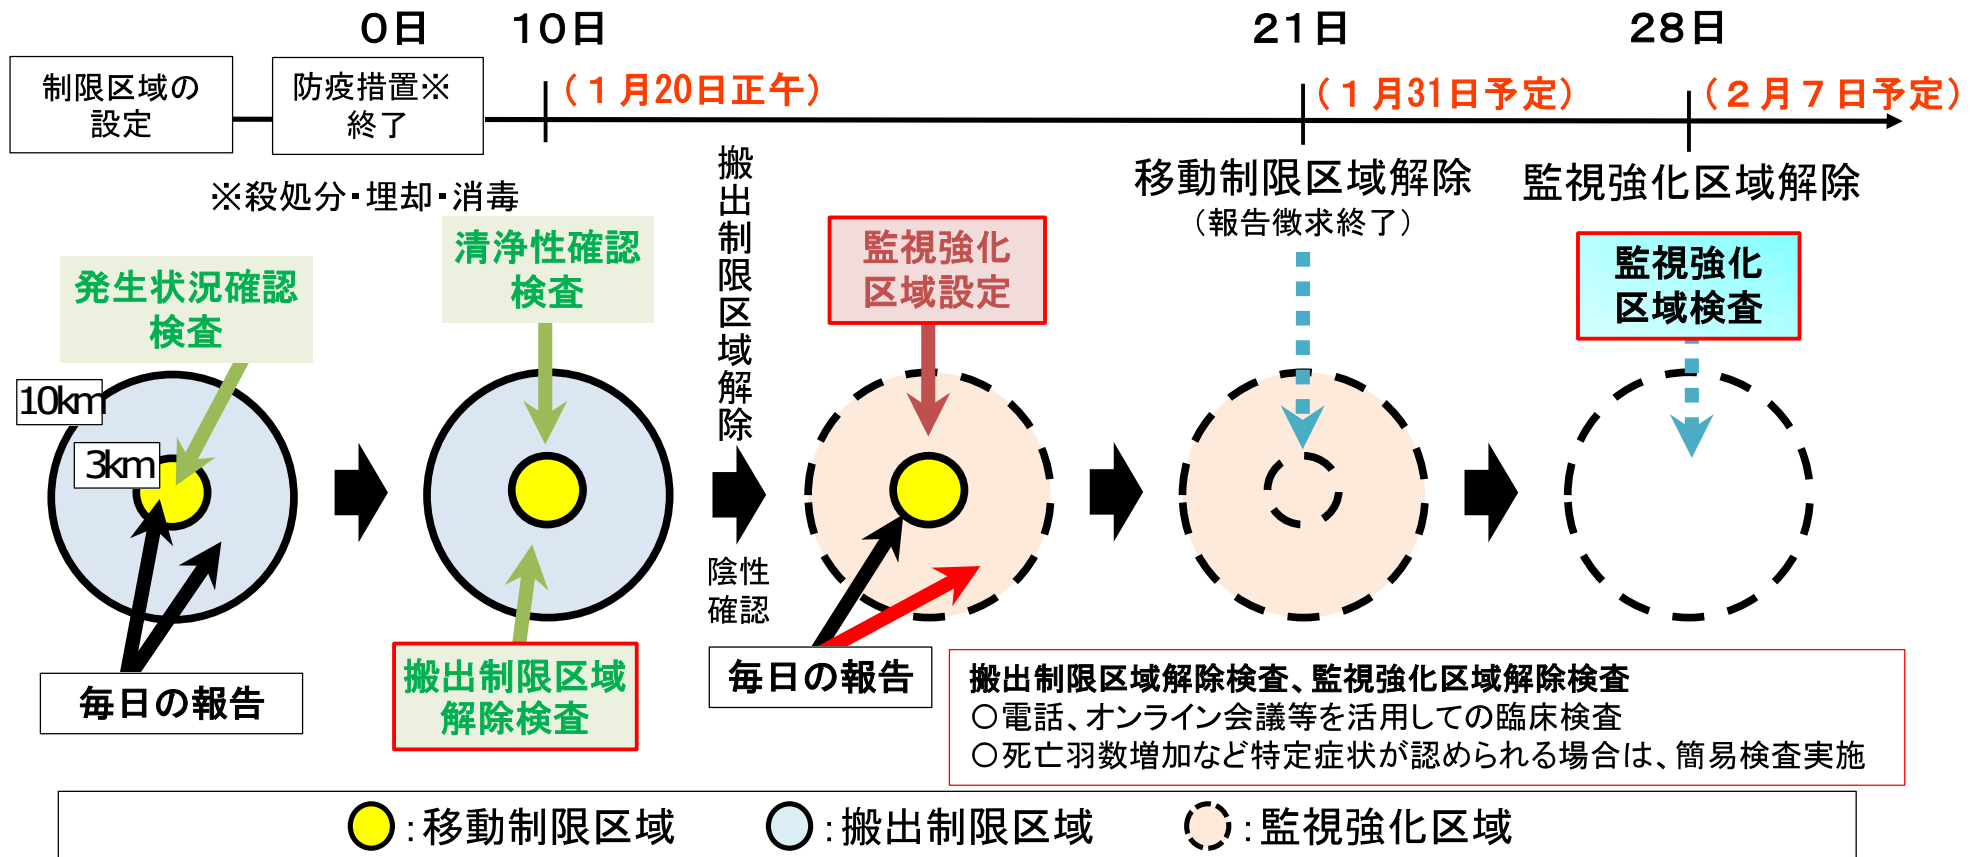 0日
10日
21日
28日
制限区域の
設定
防疫措置※
終了
(1月20日正午)
(1月31日予定)
(2月7日予定)
※殺処分・埋却・消毒
搬出制限区域解除
移動制限区域解除
(報告徴求終了)
監視強化区域解除
発生状況確認
検査
清浄性確認
検査
監視強化
区域設定
監視強化
区域検査
10km
3km
陰性
確認
毎日の報告
搬出制限区域
解除検査
毎日の報告
搬出制限区域解除検査、監視強化区域解除検査
○電話、オンライン会議等を活用しての臨床検査
○死亡羽数増加など特定症状が認められる場合は、簡易検査実施
:移動制限区域
:搬出制限区域
:監視強化区域